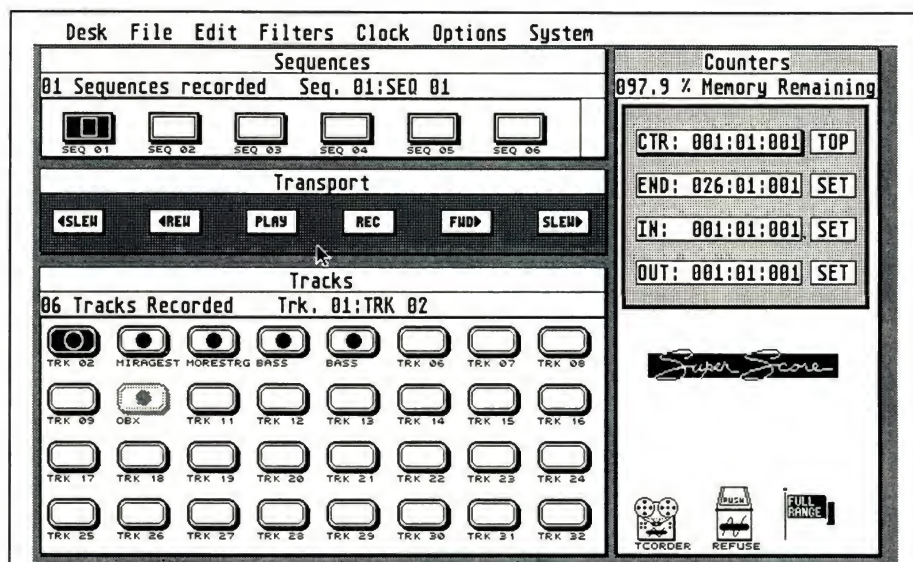 Desk File Edit Filters Clock Options System
Sequences
01 Sequences recorded Seq. 01:SEQ 01
SEQ 01 SEQ 02 SEQ 03 SEQ 04 SEQ 05 SEQ 06
Transport
◄SLEW ◄REW PLAY REC FWD► SLEW►
Tracks
06 Tracks Recorded Trk. 01:TRK 02
TRK 02 MIRAGEST MORESTRG BASS BASS TRK 06 TRK 07 TRK 08
TRK 09 OBX TRK 11 TRK 12 TRK 13 TRK 14 TRK 15 TRK 16
TRK 17 TRK 18 TRK 19 TRK 20 TRK 21 TRK 22 TRK 23 TRK 24
TRK 25 TRK 26 TRK 27 TRK 28 TRK 29 TRK 30 TRK 31 TRK 32
Counters
097.9 % Memory Remaining
CTR: 001:01:001 TOP
END: 026:01:001 SET
IN: 001:01:001 SET
OUT: 001:01:001 SET
Super Score
PUSH
FULL
RANGE
TCORDER REFUSE